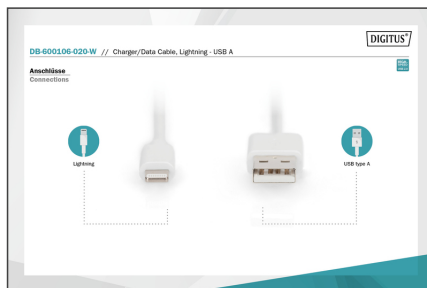 DIGITUS®
DB-600106-020-W // Charger/Data Cable, Lightning - USB A
Anschlüsse
Connections
Lightning
USB type A